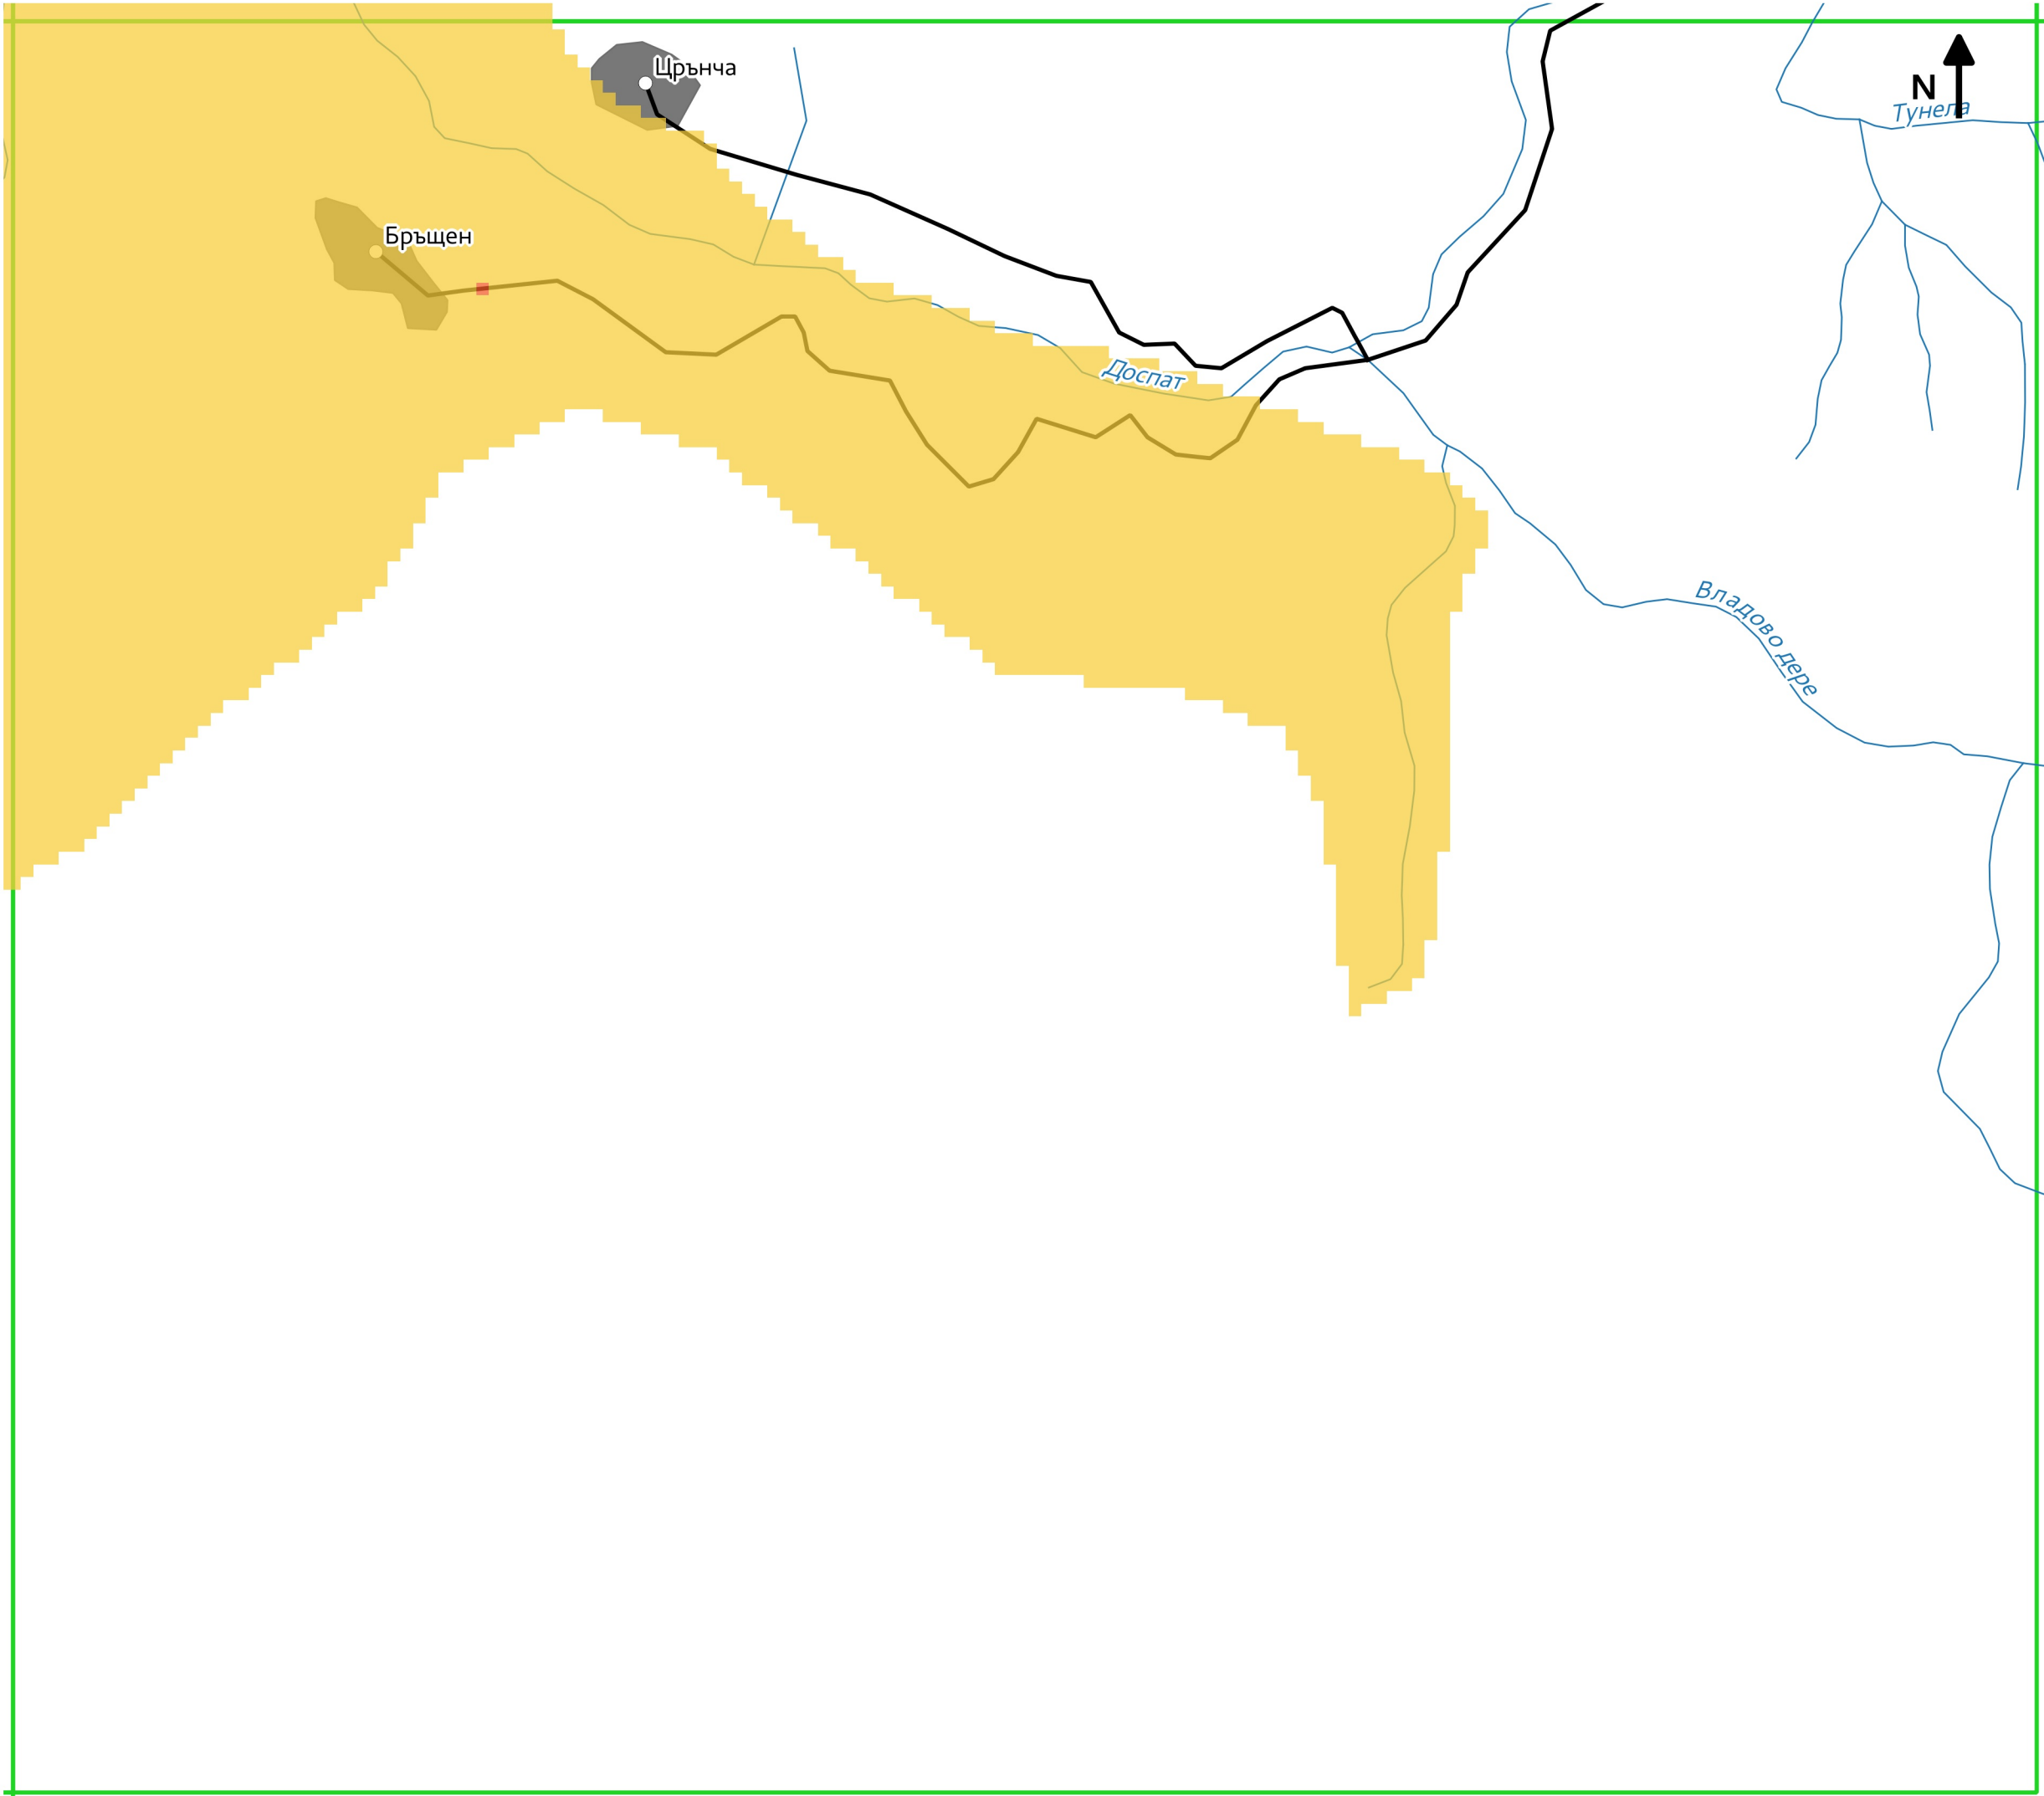 Црънча
N
Тунела
Бръщен
Доспат
Владово дере